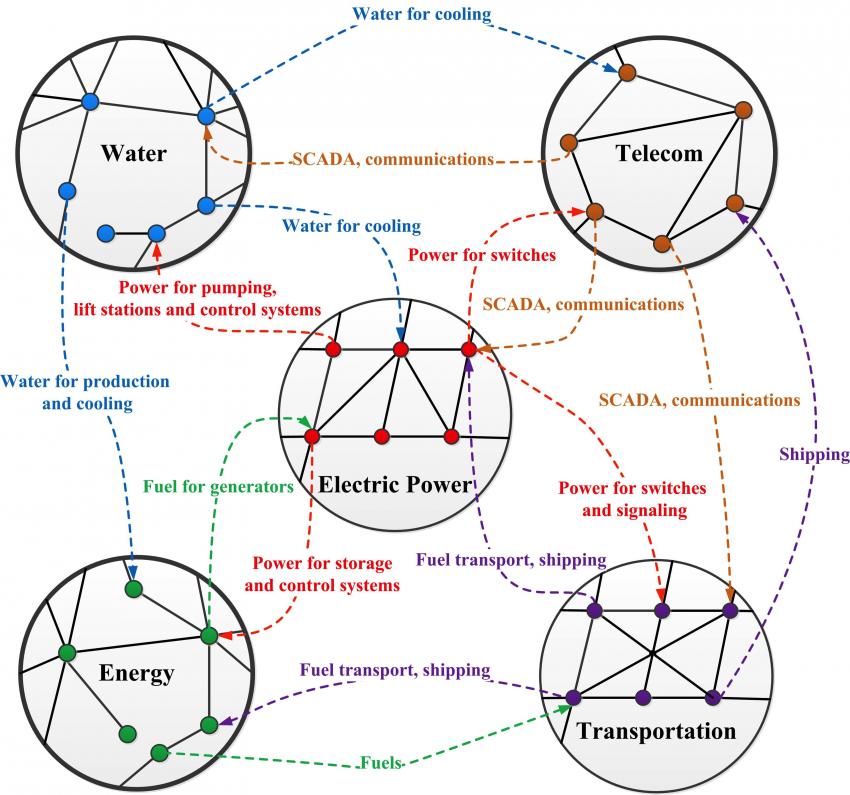 Water for cooling
Water
Telecom
SCADA, communications
Water for cooling
Power for switches
Power for pumping,
lift stations and control systems
SCADA, communications
Water for production
and cooling
SCADA, communications
Shipping
Fuel for generators
Electric Power
Power for switches
and signaling
Power for storage
and control systems
Fuel transport, shipping
Energy
Fuel transport, shipping
Transportation
Fuels